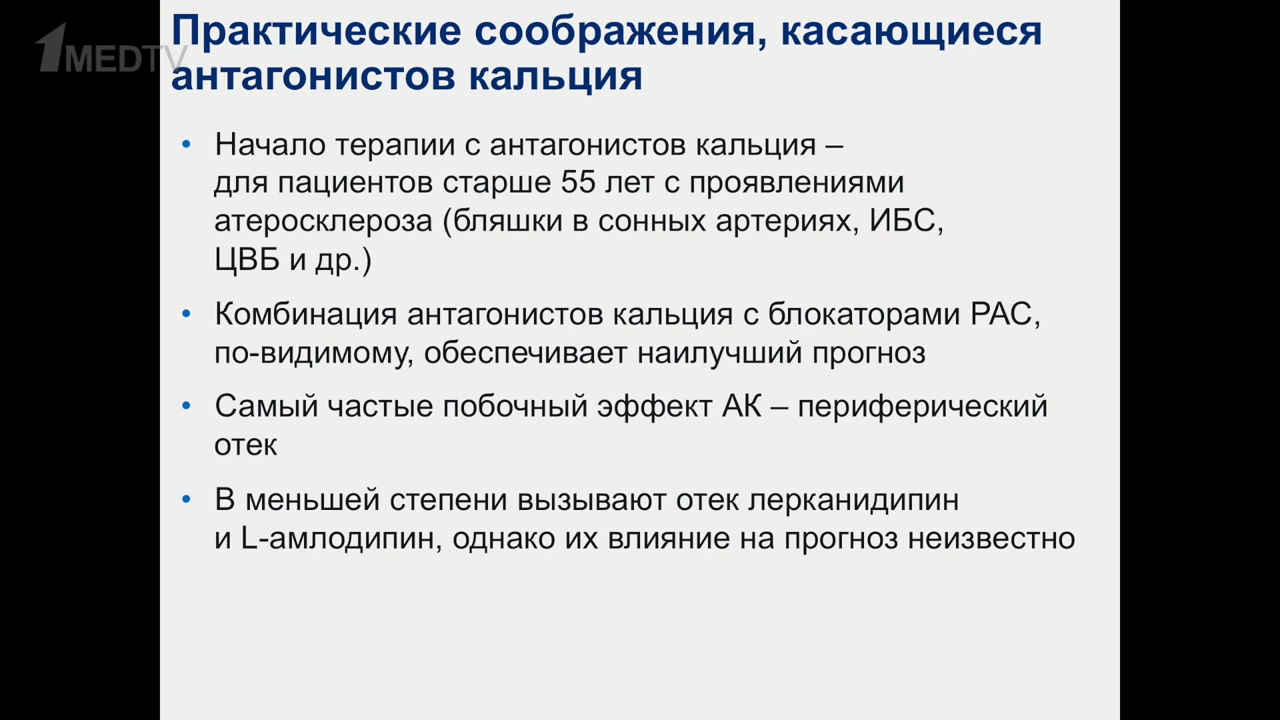 1MEDTV
Практические соображения, касающиеся
антагонистов кальция
• Начало терапии с антагонистов кальция –
для пациентов старше 55 лет с проявлениями
атеросклероза (бляшки в сонных артериях, ИБС,
ЦВБ и др.)
• Комбинация антагонистов кальция с блокаторами РАС,
по-видимому, обеспечивает наилучший прогноз
• Самый частые побочный эффект АК – периферический
отек
• В меньшей степени вызывают отек лерканидипин
и L-амлодипин, однако их влияние на прогноз неизвестно